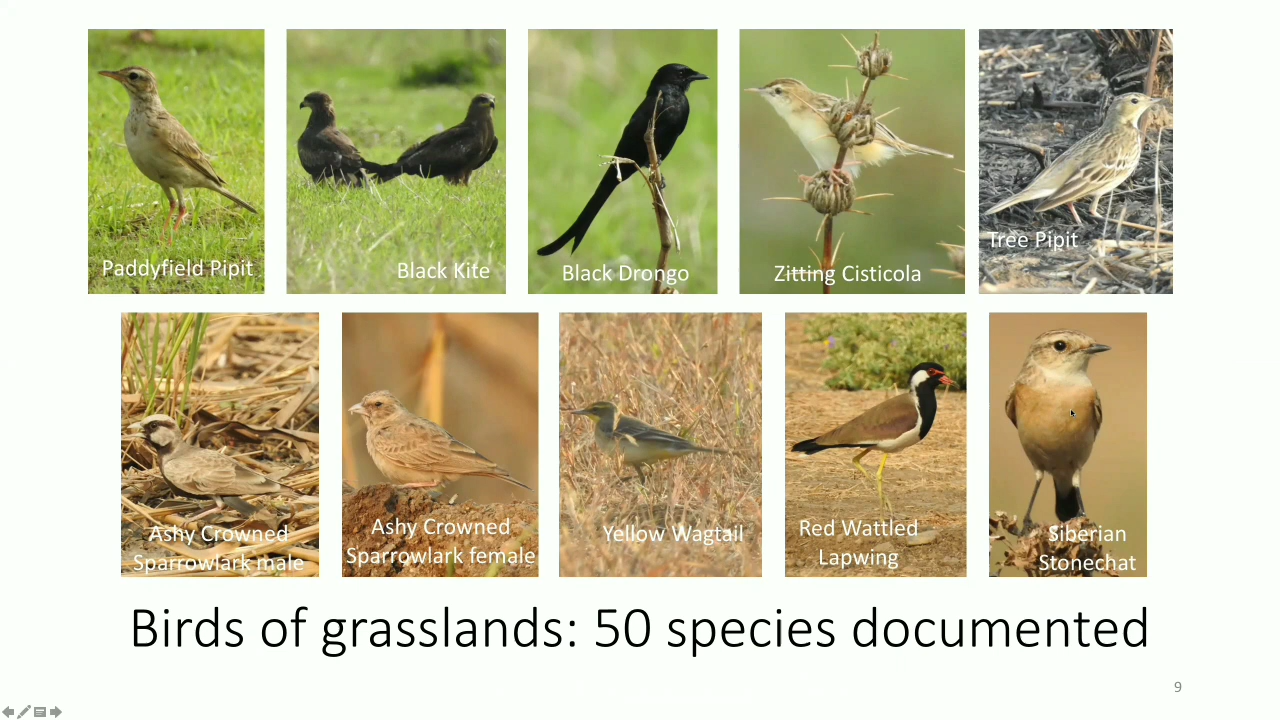 Paddyfield Pipit
Black Kite
Black Drongo
Zitting Cisticola
Tree Pipit
Ashy Crowned
Sparrowlark male
Ashy Crowned
Sparrowlark female
Yellow Wagtail
Red Wattled
Lapwing
Siberian
Stonechat
Birds of grasslands: 50 species documented
9